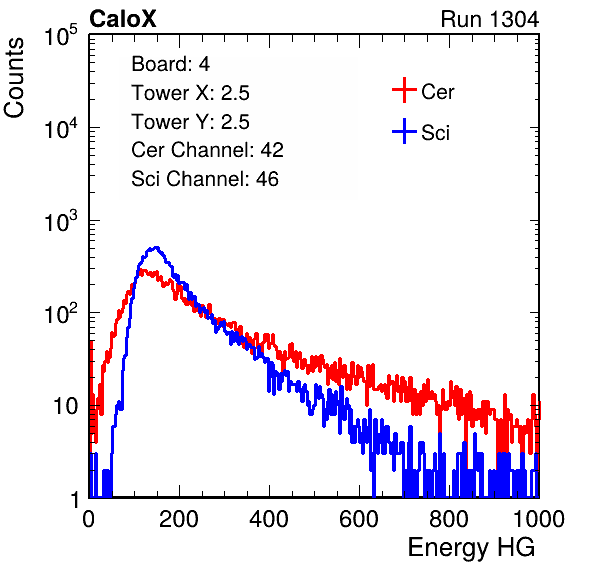 CaloX Run 1304
Counts
10^5
10^4
10^3
10^2
10
1
Board: 4
Tower X: 2.5
Tower Y: 2.5
Cer Channel: 42
Sci Channel: 46
Cer
Sci
0 200 400 600 800 1000
Energy HG